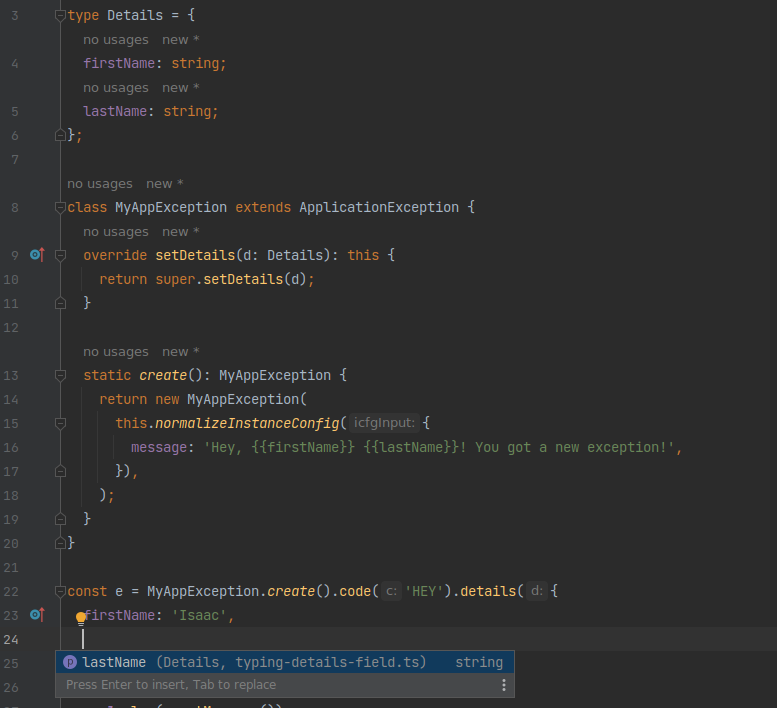 3 type Details = {
no usages new *
4 firstName: string;
no usages new *
5 lastName: string;
6 };
7
no usages new *
8 class MyAppException extends ApplicationException {
no usages new *
9 override setDetails(d: Details): this {
10 return super.setDetails(d);
11 }
12
no usages new *
13 static create(): MyAppException {
14 return new MyAppException(
15 this.normalizeInstanceConfig( icfgInput: {
16 message: 'Hey, {{firstName}} {{lastName}}! You got a new exception!',
17 }),
18 );
19 }
20 }
21
22 const e = MyAppException.create().code( c: 'HEY').details( d: {
23 firstName: 'Isaac',
24
25 p lastName (Details, typing-details-field.ts) string
26 Press Enter to insert, Tab to replace